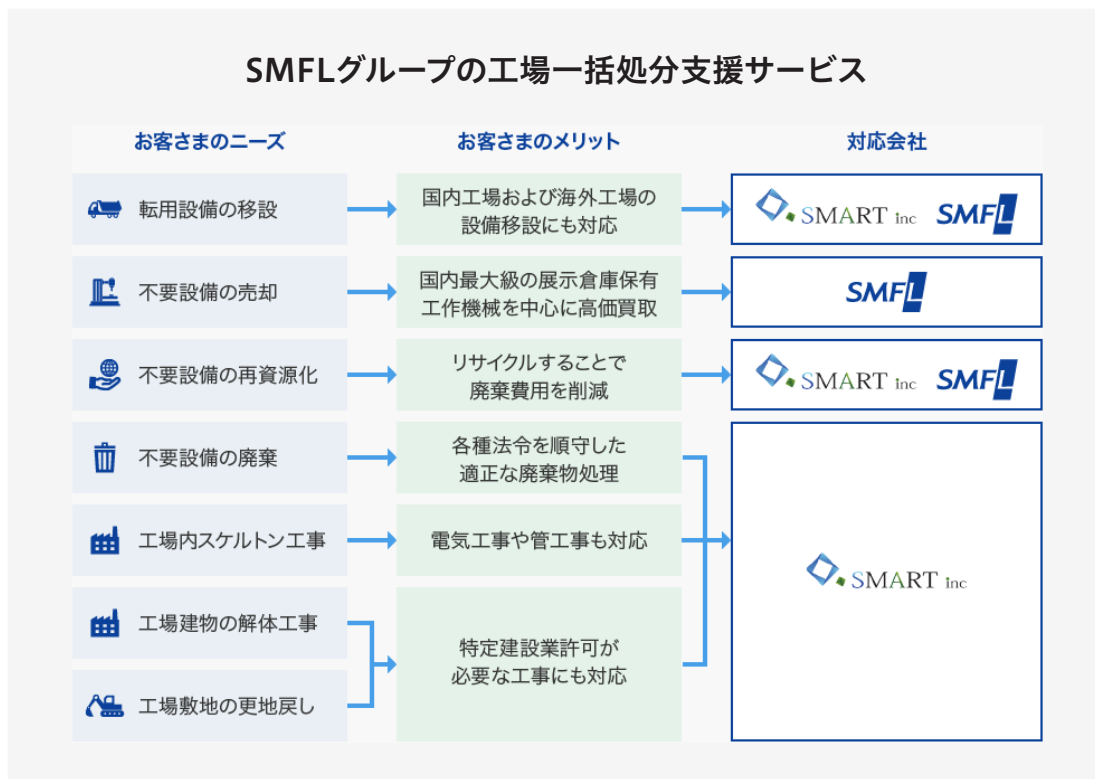 SMFLグループの工場一括処分支援サービス
お客さまのニーズ
お客さまのメリット
対応会社
転用設備の移設
国内工場および海外工場の
設備移設にも対応
SMART inc SMFL
不要設備の売却
国内最大級の展示倉庫保有
工作機械を中心に高価買取
SMFL
不要設備の再資源化
リサイクルすることで
廃棄費用を削減
SMART inc SMFL
不要設備の廃棄
各種法令を順守した
適正な廃棄物処理
工場内スケルトン工事
電気工事や管工事も対応
SMART inc
工場建物の解体工事
工場敷地の更地戻し
特定建設業許可が
必要な工事にも対応